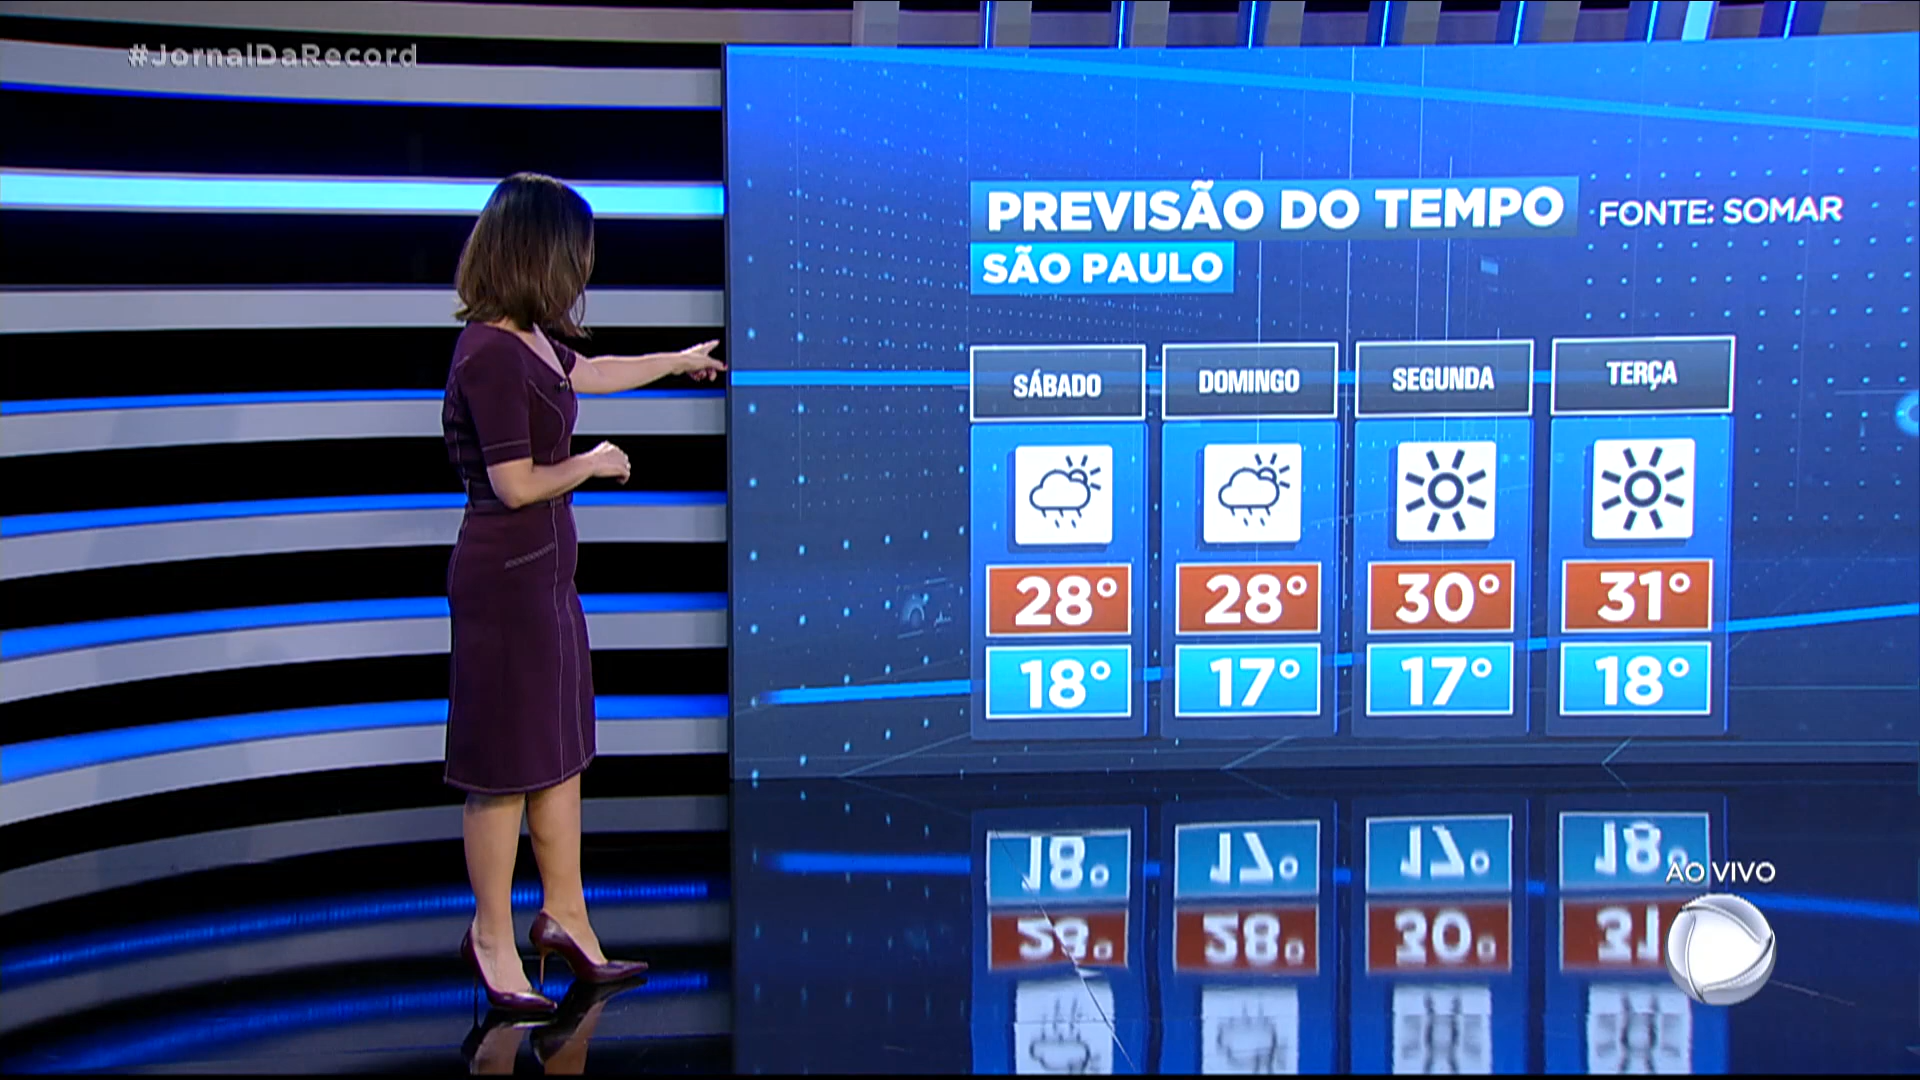 #JornalDaRecord
PREVISÃO DO TEMPO FONTE: SOMAR
SÃO PAULO
SÁBADO DOMINGO SEGUNDA TERÇA
28° 28° 30° 31°
18° 17° 17° 18°
AO VIVO